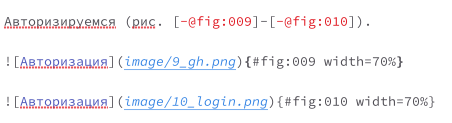 Авторизируемся (рис. [-@fig:009]-[-@fig:010]).
![Авторизация](image/9_gh.png){#fig:009 width=70%}
![Авторизация](image/10_login.png){#fig:010 width=70%}